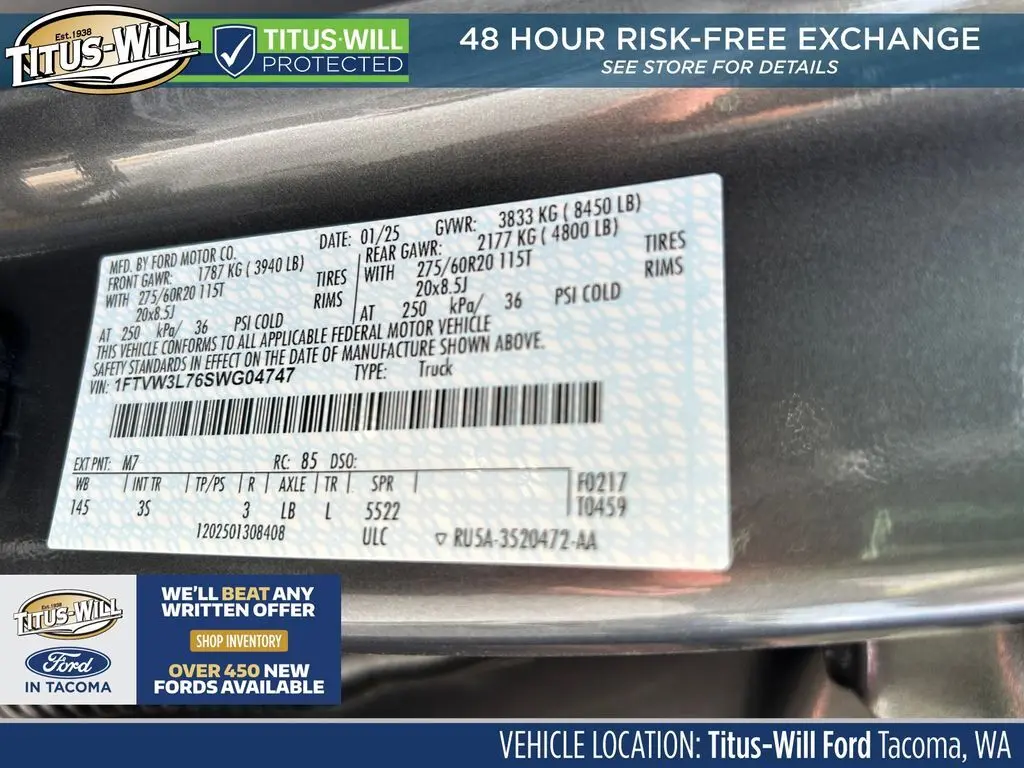 Est. 1938
TITUS-WILL
TITUS-WILL
PROTECTED
48 HOUR RISK-FREE EXCHANGE
SEE STORE FOR DETAILS
MFD. BY FORD MOTOR CO. DATE: 01/25 GVWR: 3833 KG ( 8450 LB)
FRONT GAWR: 1787 KG ( 3940 LB) REAR GAWR: 2177 KG ( 4800 LB)
WITH 275/60R20 115T TIRES WITH 275/60R20 115T TIRES
20x8.5J RIMS 20x8.5J RIMS
AT 250 kPa/ 36 PSI COLD AT 250 kPa/ 36 PSI COLD
THIS VEHICLE CONFORMS TO ALL APPLICABLE FEDERAL MOTOR VEHICLE
SAFETY STANDARDS IN EFFECT ON THE DATE OF MANUFACTURE SHOWN ABOVE.
VIN: 1FTVW3L76SWG04747 TYPE: Truck
EXT PNT: M7 RC: 85 DSO:
WB INT TR TP/PS R AXLE TR SPR F0217
145 3S 3 LB L 5522 T0459
1202501308408 ULC ▽ RU5A-3520472-AA
Est. 1938
TITUS-WILL
Ford
IN TACOMA
WE'LL BEAT ANY
WRITTEN OFFER
SHOP INVENTORY
OVER 450 NEW
FORDS AVAILABLE
VEHICLE LOCATION: Titus-Will Ford Tacoma, WA